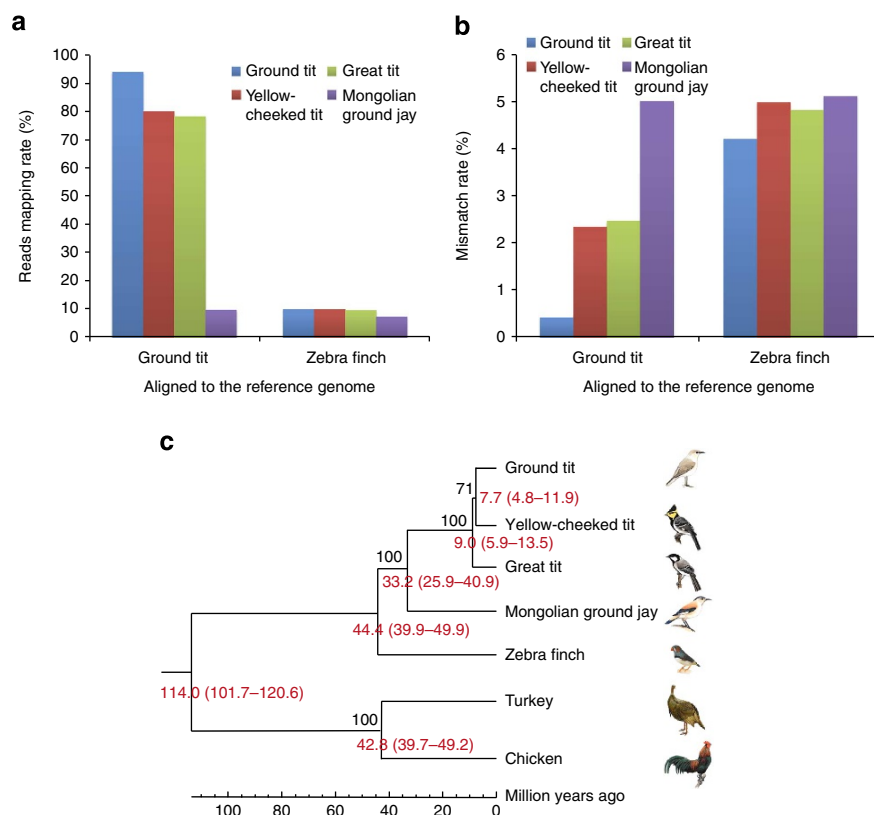 a
Reads mapping rate (%)
100
90
80
70
60
50
40
30
20
10
0
Ground tit
Great tit
Yellow-
cheeked tit
Mongolian
ground jay
Ground tit
Zebra finch
Aligned to the reference genome
b
Mismatch rate (%)
6
5
4
3
2
1
0
Ground tit
Great tit
Yellow-
cheeked tit
Mongolian
ground jay
Ground tit
Zebra finch
Aligned to the reference genome
c
Ground tit
71
7.7 (4.8–11.9)
100
Yellow-cheeked tit
9.0 (5.9–13.5)
100
Great tit
33.2 (25.9–40.9)
Mongolian ground jay
44.4 (39.9–49.9)
Zebra finch
114.0 (101.7–120.6)
Turkey
100
42.8 (39.7–49.2)
Chicken
Million years ago
100 80 60 40 20 0